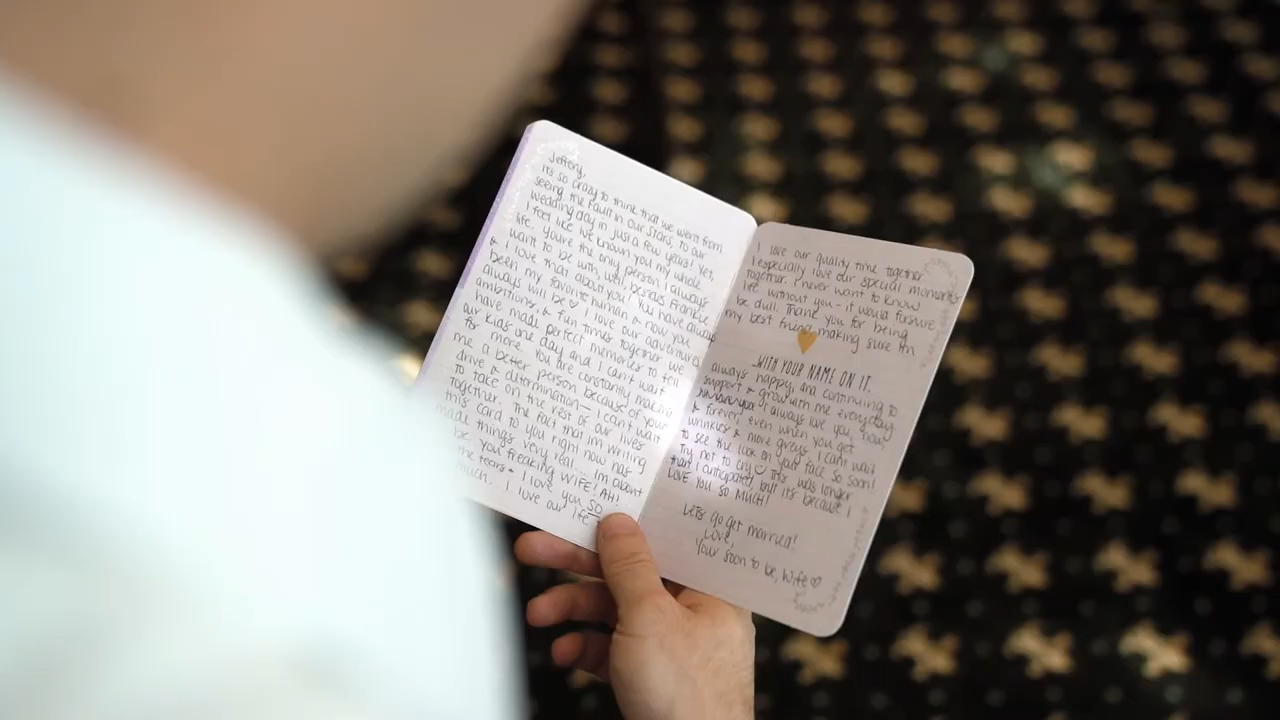 Jeffery,
its so crazy to think that we went from
seeing the Fault in our Stars, to our
wedding day in just a few years! Yet,
I feel like I've known you my whole
life. You're the only person I always
want to be with, well, besides Frankie
& I love that about you. You have always
been my favorite human & now you
always will be ♡ I love our adventures
ambitions, & fun times together. We
have made perfect memories to tell
our kids one day and I can't wait
for more. You are constantly making
me a better person because of your
drive & determination - I can't wait
to take on the rest of our lives
together. The fact that im writing
this card to you right now has
made things very real... Im about
be you freaking WIFE! AH!
the tears. I love you SO
much. I love our life
I love our quality time together
I especially love our special moments
together. I never want to know
life without you - it would forsure
be dull. Thank you for being
my best friend, making sure Im
...WITH YOUR NAME ON IT.
always happy, and continuing to
support & grow with me everyday.
I always love you now
& forever, even when you get
wrinkles & more greys. I cant wait
to see the look on your face so soon!
Try not to cry This was longer
than I anticipated but its because I
LOVE YOU SO MUCH!
Lets go get married!
Love,
Your soon to be, Wife ♡